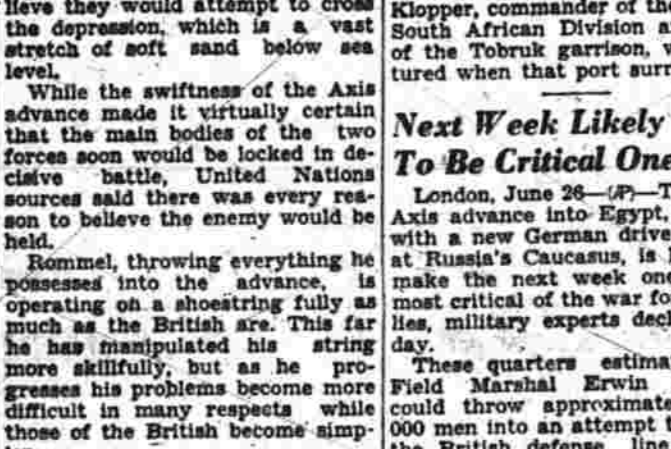 lieve they would attempt to cross
the depression, which is a vast
stretch of soft sand below sea
level.
While the swiftness of the Axis
advance made it virtually certain
that the main bodies of the two
forces soon would be locked in de-
cisive battle, United Nations
sources said there was every rea-
son to believe the enemy would be
held.
Rommel, throwing everything he
possesses into the advance, is
operating on a shoestring fully as
much as the British are. This far
he has manipulated his string
more skillfully, but as he pro-
gresses his problems become more
difficult in many respects while
those of the British become simp-
Klopper, commander of the
South African Division a
of the Tobruk garrison,
tured when that port surr
Next Week Likely
To Be Critical One
London, June 26—(AP)—
Axis advance into Egypt,
with a new German drive
at Russia's Caucasus, is
make the next week on
most critical of the war fo
lies, military experts decl
day.
These quarters estima
Field Marshal Erwin
could throw approximate
000 men into an attempt t
the British defense line